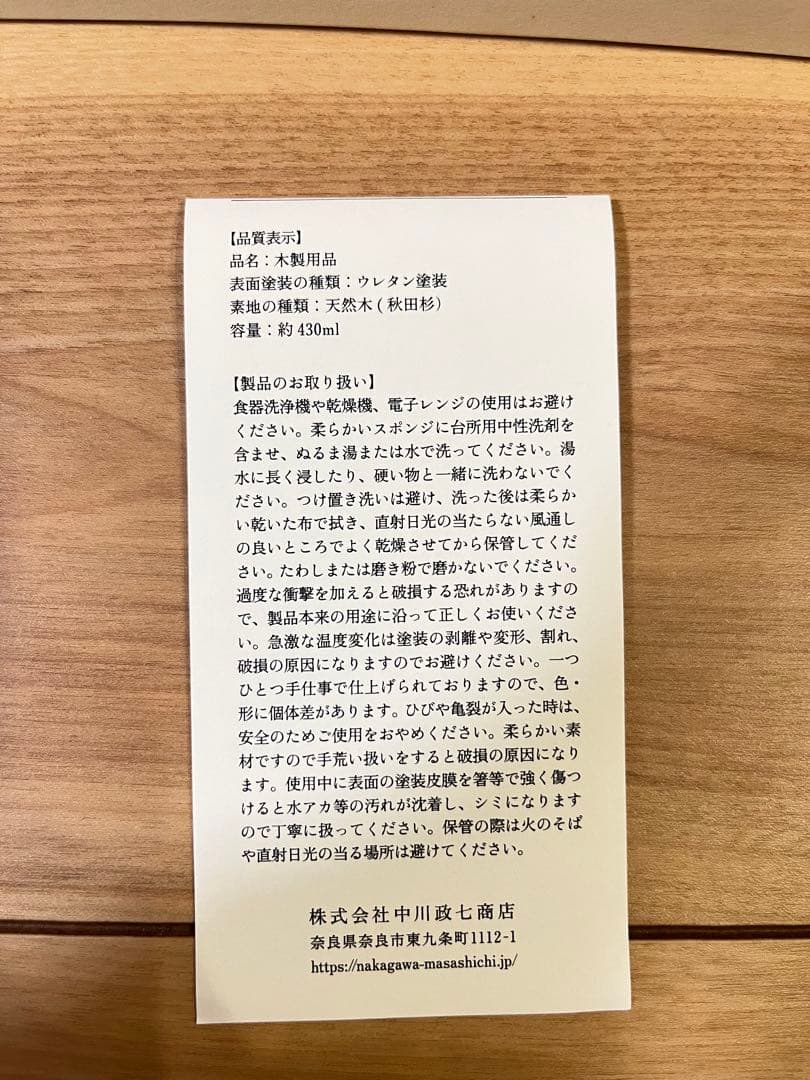 【品質表示】
品名：木製用品
表面塗装の種類：ウレタン塗装
素地の種類：天然木(秋田杉)
容量：約430ml
【製品のお取り扱い】
食器洗浄機や乾燥機、電子レンジの使用はお避け
ください。柔らかいスポンジに台所用中性洗剤を
含ませ、ぬるま湯または水で洗ってください。湯
水に長く浸したり、硬い物と一緒に洗わないでく
ださい。つけ置き洗いは避け、洗った後は柔らか
い乾いた布で拭き、直射日光の当たらない風通し
の良いところでよく乾燥させてから保管してくだ
さい。たわしまたは磨き粉で磨かないでください。
過度な衝撃を加えると破損する恐れがありますの
で、製品本来の用途に沿って正しくお使いくださ
い。急激な温度変化は塗装の剥離や変形、割れ、
破損の原因になりますのでお避けください。一つ
ひとつ手仕事で仕上げられておりますので、色・
形に個体差があります。ひびや亀裂が入った時は、
安全のためご使用をおやめください。柔らかい素
材ですので手荒い扱いをすると破損の原因になり
ます。使用中に表面の塗装皮膜を箸等で強く傷つ
けると水アカ等の汚れが沈着し、シミになります
ので丁寧に扱ってください。保管の際は火のそば
や直射日光の当る場所は避けてください。
株式会社中川政七商店
奈良県奈良市東九条町1112-1
https://nakagawa-masashichi.jp/